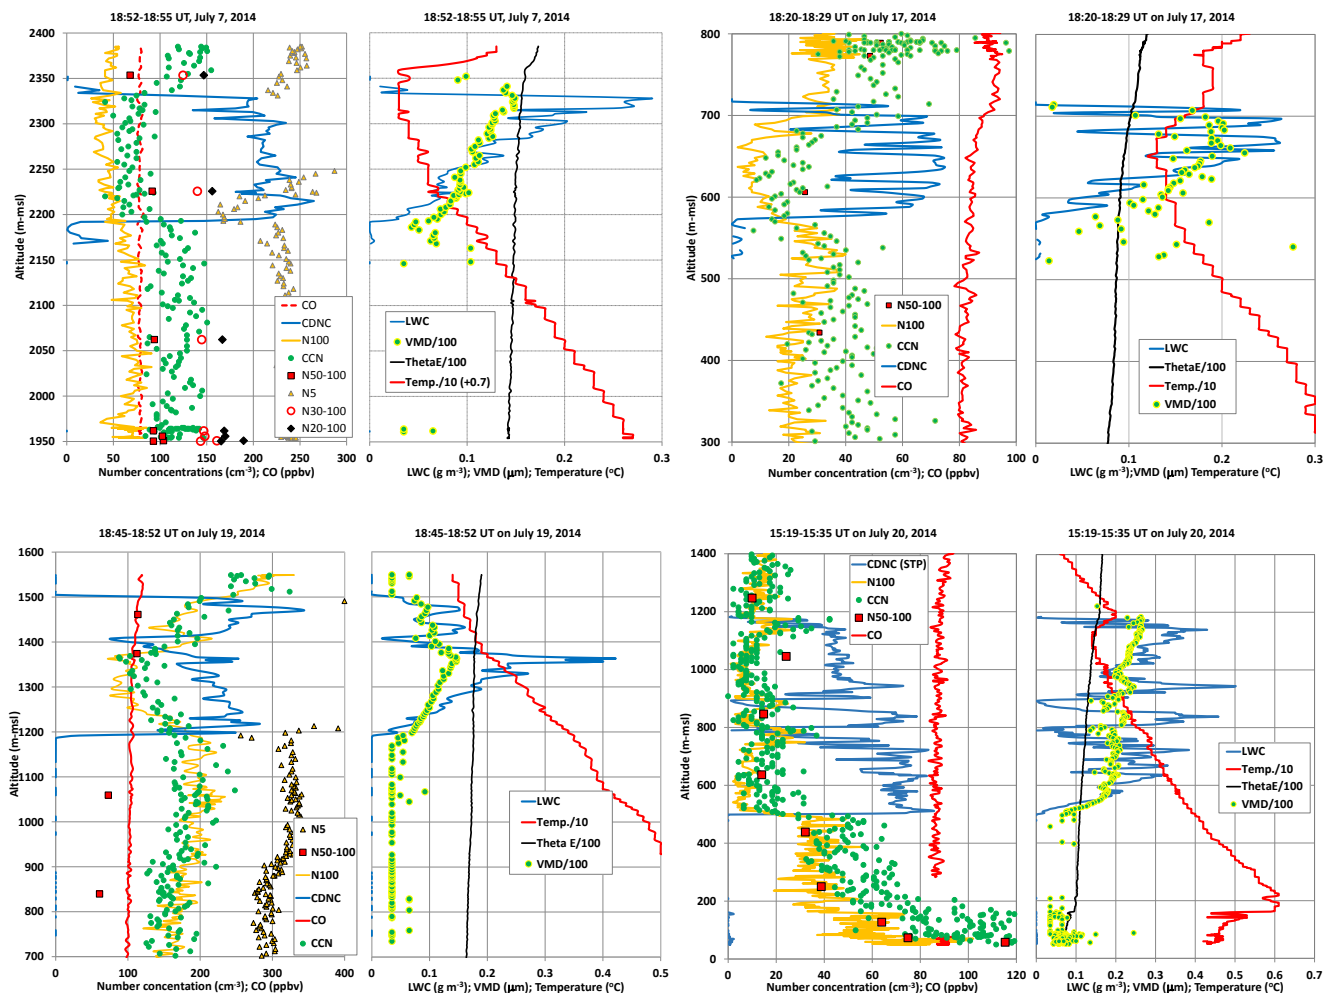 18:52-18:55 UT, July 7, 2014
2400
2350
2300
2250
2200
2150
2100
2050
2000
1950
Altitude (m-msl)
0 50 100 150 200 250 300
Number concentrations (cm-3); CO (ppbv)
CO
CDNC
N100
CCN
N50-100
N5
N30-100
N20-100
18:52-18:55 UT, July 7, 2014
LWC
VMD/100
ThetaE/100
Temp./10 (+0.7)
0 0.1 0.2 0.3
LWC (g m-3); VMD (μm); Temperature (oC)
18:20-18:29 UT on July 17, 2014
800
700
600
500
400
300
Altitude (m-msl)
N50-100
N100
CCN
CDNC
CO
0 20 40 60 80 100
Number concentration (cm-3); CO (ppbv)
18:20-18:29 UT on July 17, 2014
LWC
ThetaE/100
Temp./10
VMD/100
0 0.1 0.2 0.3
LWC (g m-3); VMD (μm) Temperature (oC)
18:45-18:52 UT on July 19, 2014
1600
1500
1400
1300
1200
1100
1000
900
800
700
Altitude (m-msl)
N5
N50-100
N100
CDNC
CO
CCN
0 100 200 300 400
Number concentration (cm-3); CO (ppbv)
18:45-18:52 UT on July 19, 2014
LWC
Temp./10
Theta E/100
VMD/100
0 0.1 0.2 0.3 0.4 0.5
LWC (g m-3); VMD (μm); Temperature (oC)
15:19-15:35 UT on July 20, 2014
1400
1200
1000
800
600
400
200
0
Altitude (m-msl)
CDNC (STP)
N100
CCN
N50-100
CO
0 20 40 60 80 100 120
Number concentration (cm-3); CO (ppbv)
15:19-15:35 UT on July 20, 2014
LWC
Temp./10
ThetaE/100
VMD/100
0 0.1 0.2 0.3 0.4 0.5 0.6 0.7
LWC (g m-3); VMD (μm); Temperature (oC)